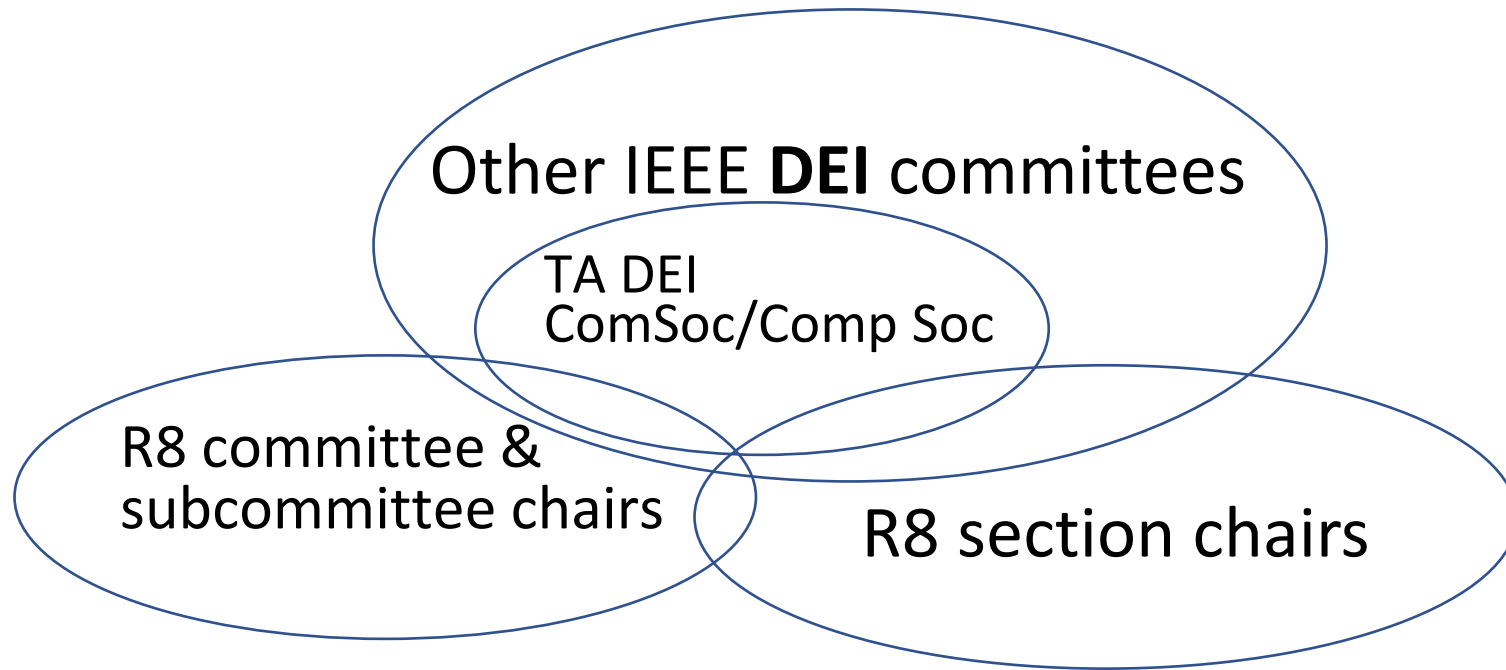 Other IEEE DEI committees
TA DEI
ComSoc/Comp Soc
R8 committee &
subcommittee chairs
R8 section chairs